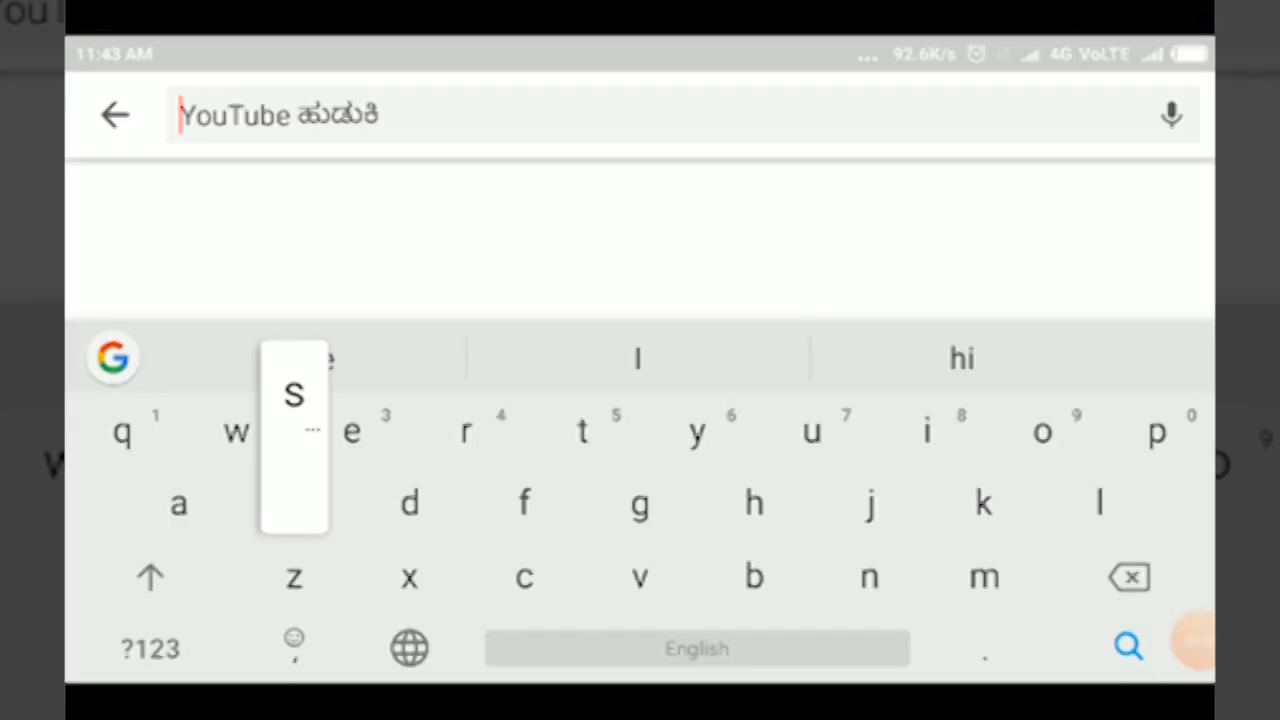 11:43 AM ... 92.6K/s 4G VoLTE
YouTube ಹುಡುಕಿ
G I hi
q 1 w e 3 r 4 t 5 y 6 u 7 i 8 o 9 p 0
a S d f g h j k l
z x c v b n m
?123 , English .